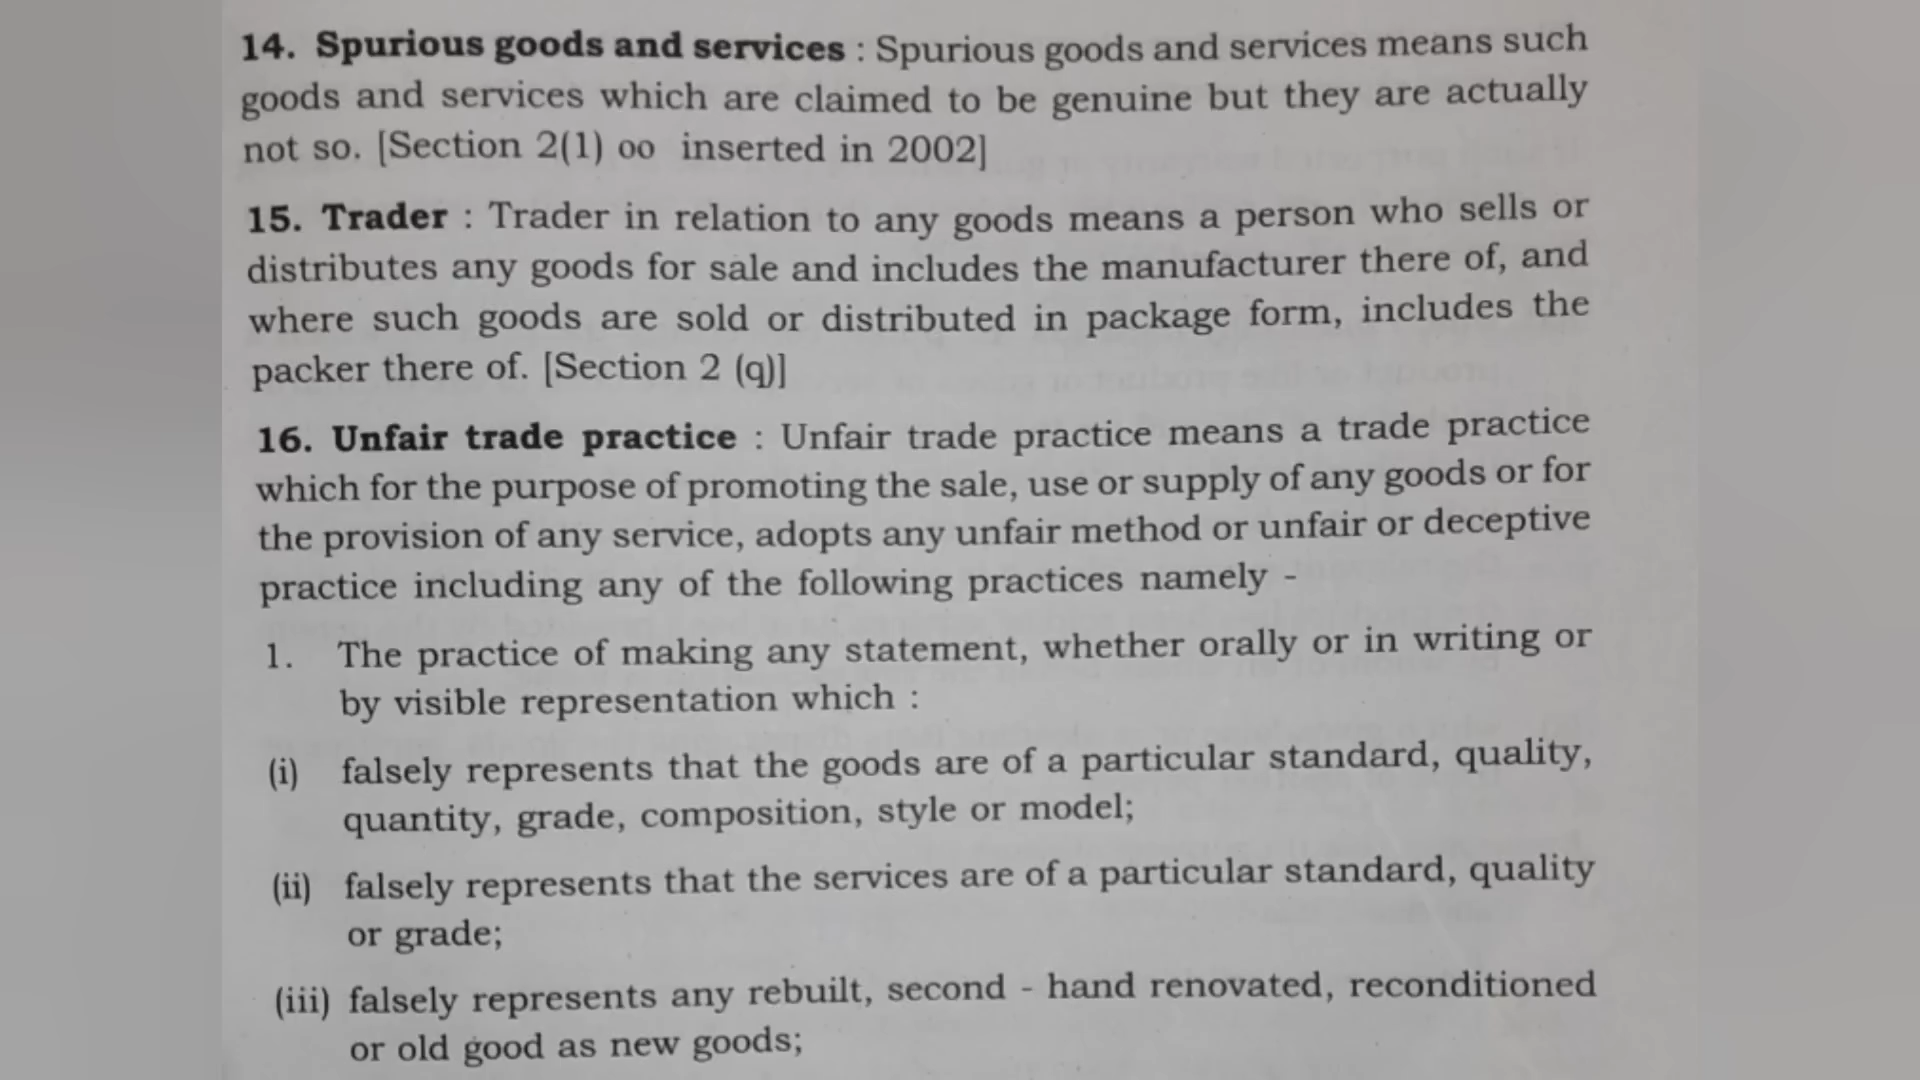 14. Spurious goods and services : Spurious goods and services means such
goods and services which are claimed to be genuine but they are actually
not so. [Section 2(1) oo inserted in 2002]
15. Trader : Trader in relation to any goods means a person who sells or
distributes any goods for sale and includes the manufacturer there of, and
where such goods are sold or distributed in package form, includes the
packer there of. [Section 2 (q)]
16. Unfair trade practice : Unfair trade practice means a trade practice
which for the purpose of promoting the sale, use or supply of any goods or for
the provision of any service, adopts any unfair method or unfair or deceptive
practice including any of the following practices namely -
1. The practice of making any statement, whether orally or in writing or
by visible representation which :
(i) falsely represents that the goods are of a particular standard, quality,
quantity, grade, composition, style or model;
(ii) falsely represents that the services are of a particular standard, quality
or grade;
(iii) falsely represents any rebuilt, second - hand renovated, reconditioned
or old good as new goods;